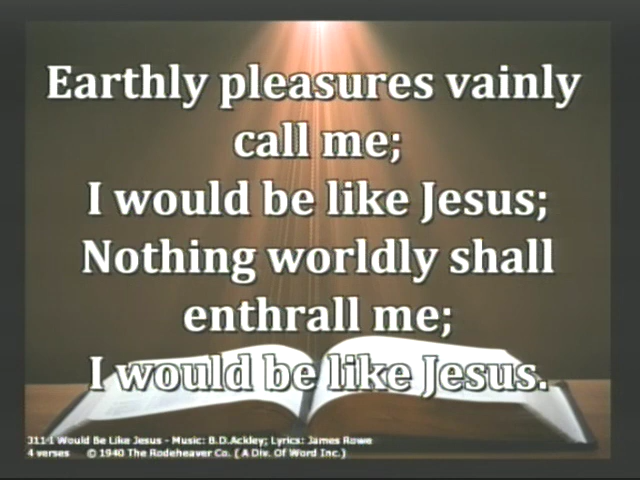 Earthly pleasures vainly
call me;
I would be like Jesus;
Nothing worldly shall
enthrall me;
I would be like Jesus.
311 I Would Be Like Jesus - Music: B.D.Ackley; Lyrics: James Rowe
4 verses © 1940 The Rodeheaver Co. ( A Div. Of Word Inc.)